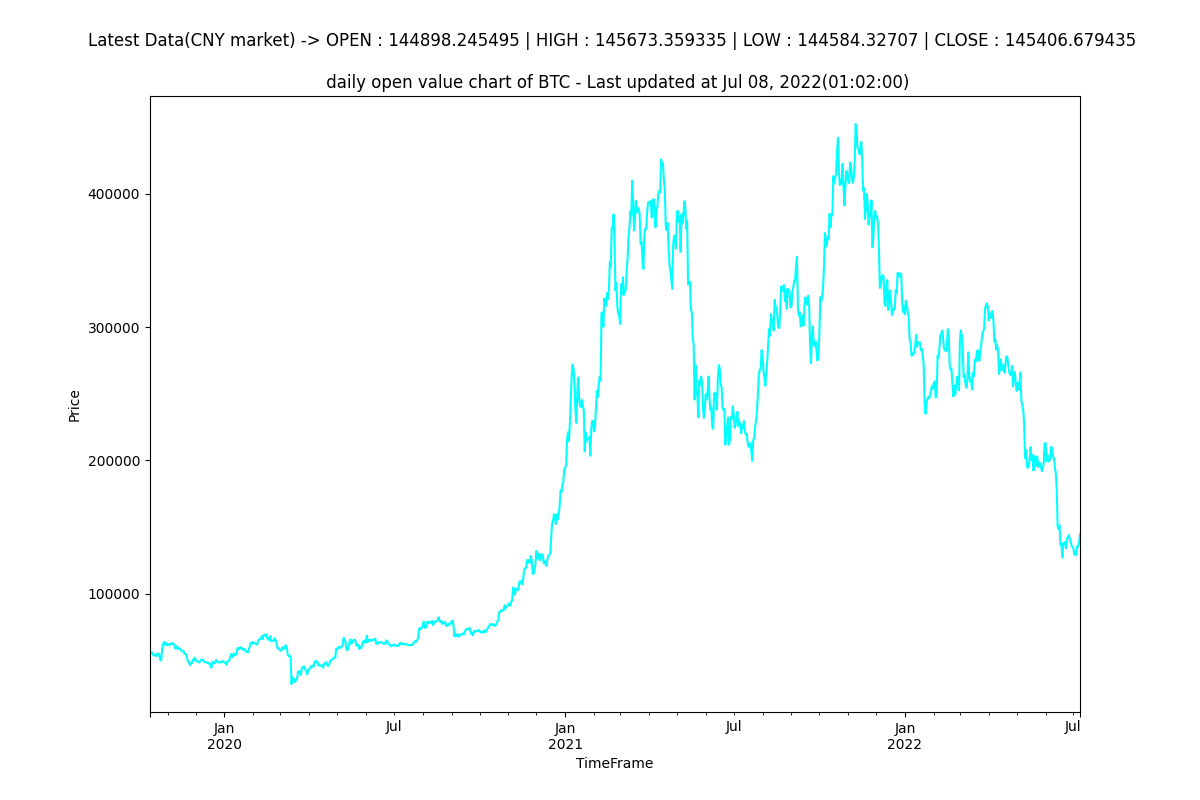 Latest Data(CNY market) -> OPEN : 144898.245495 | HIGH : 145673.359335 | LOW : 144584.32707 | CLOSE : 145406.679435
daily open value chart of BTC - Last updated at Jul 08, 2022(01:02:00)
Price
400000
300000
200000
100000
Jan
2020
Jul
Jan
2021
Jul
Jan
2022
Jul
TimeFrame